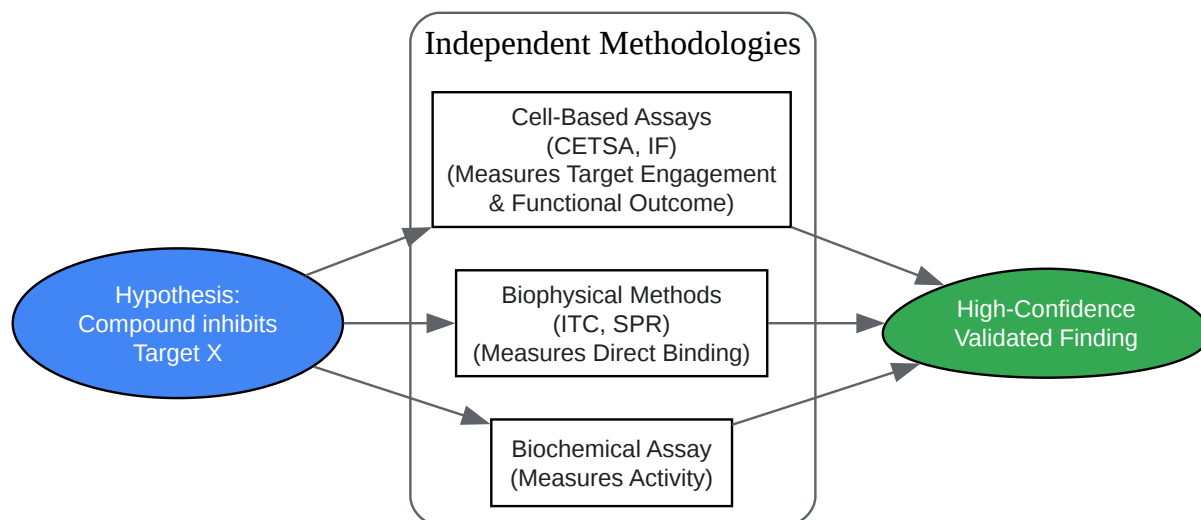 Independent Methodologies
Cell-Based Assays
(CETSA, IF)
(Measures Target Engagement
& Functional Outcome)
Hypothesis:
Compound inhibits
Target X
Biophysical Methods
(ITC, SPR)
(Measures Direct Binding)
High-Confidence
Validated Finding
Biochemical Assay
(Measures Activity)